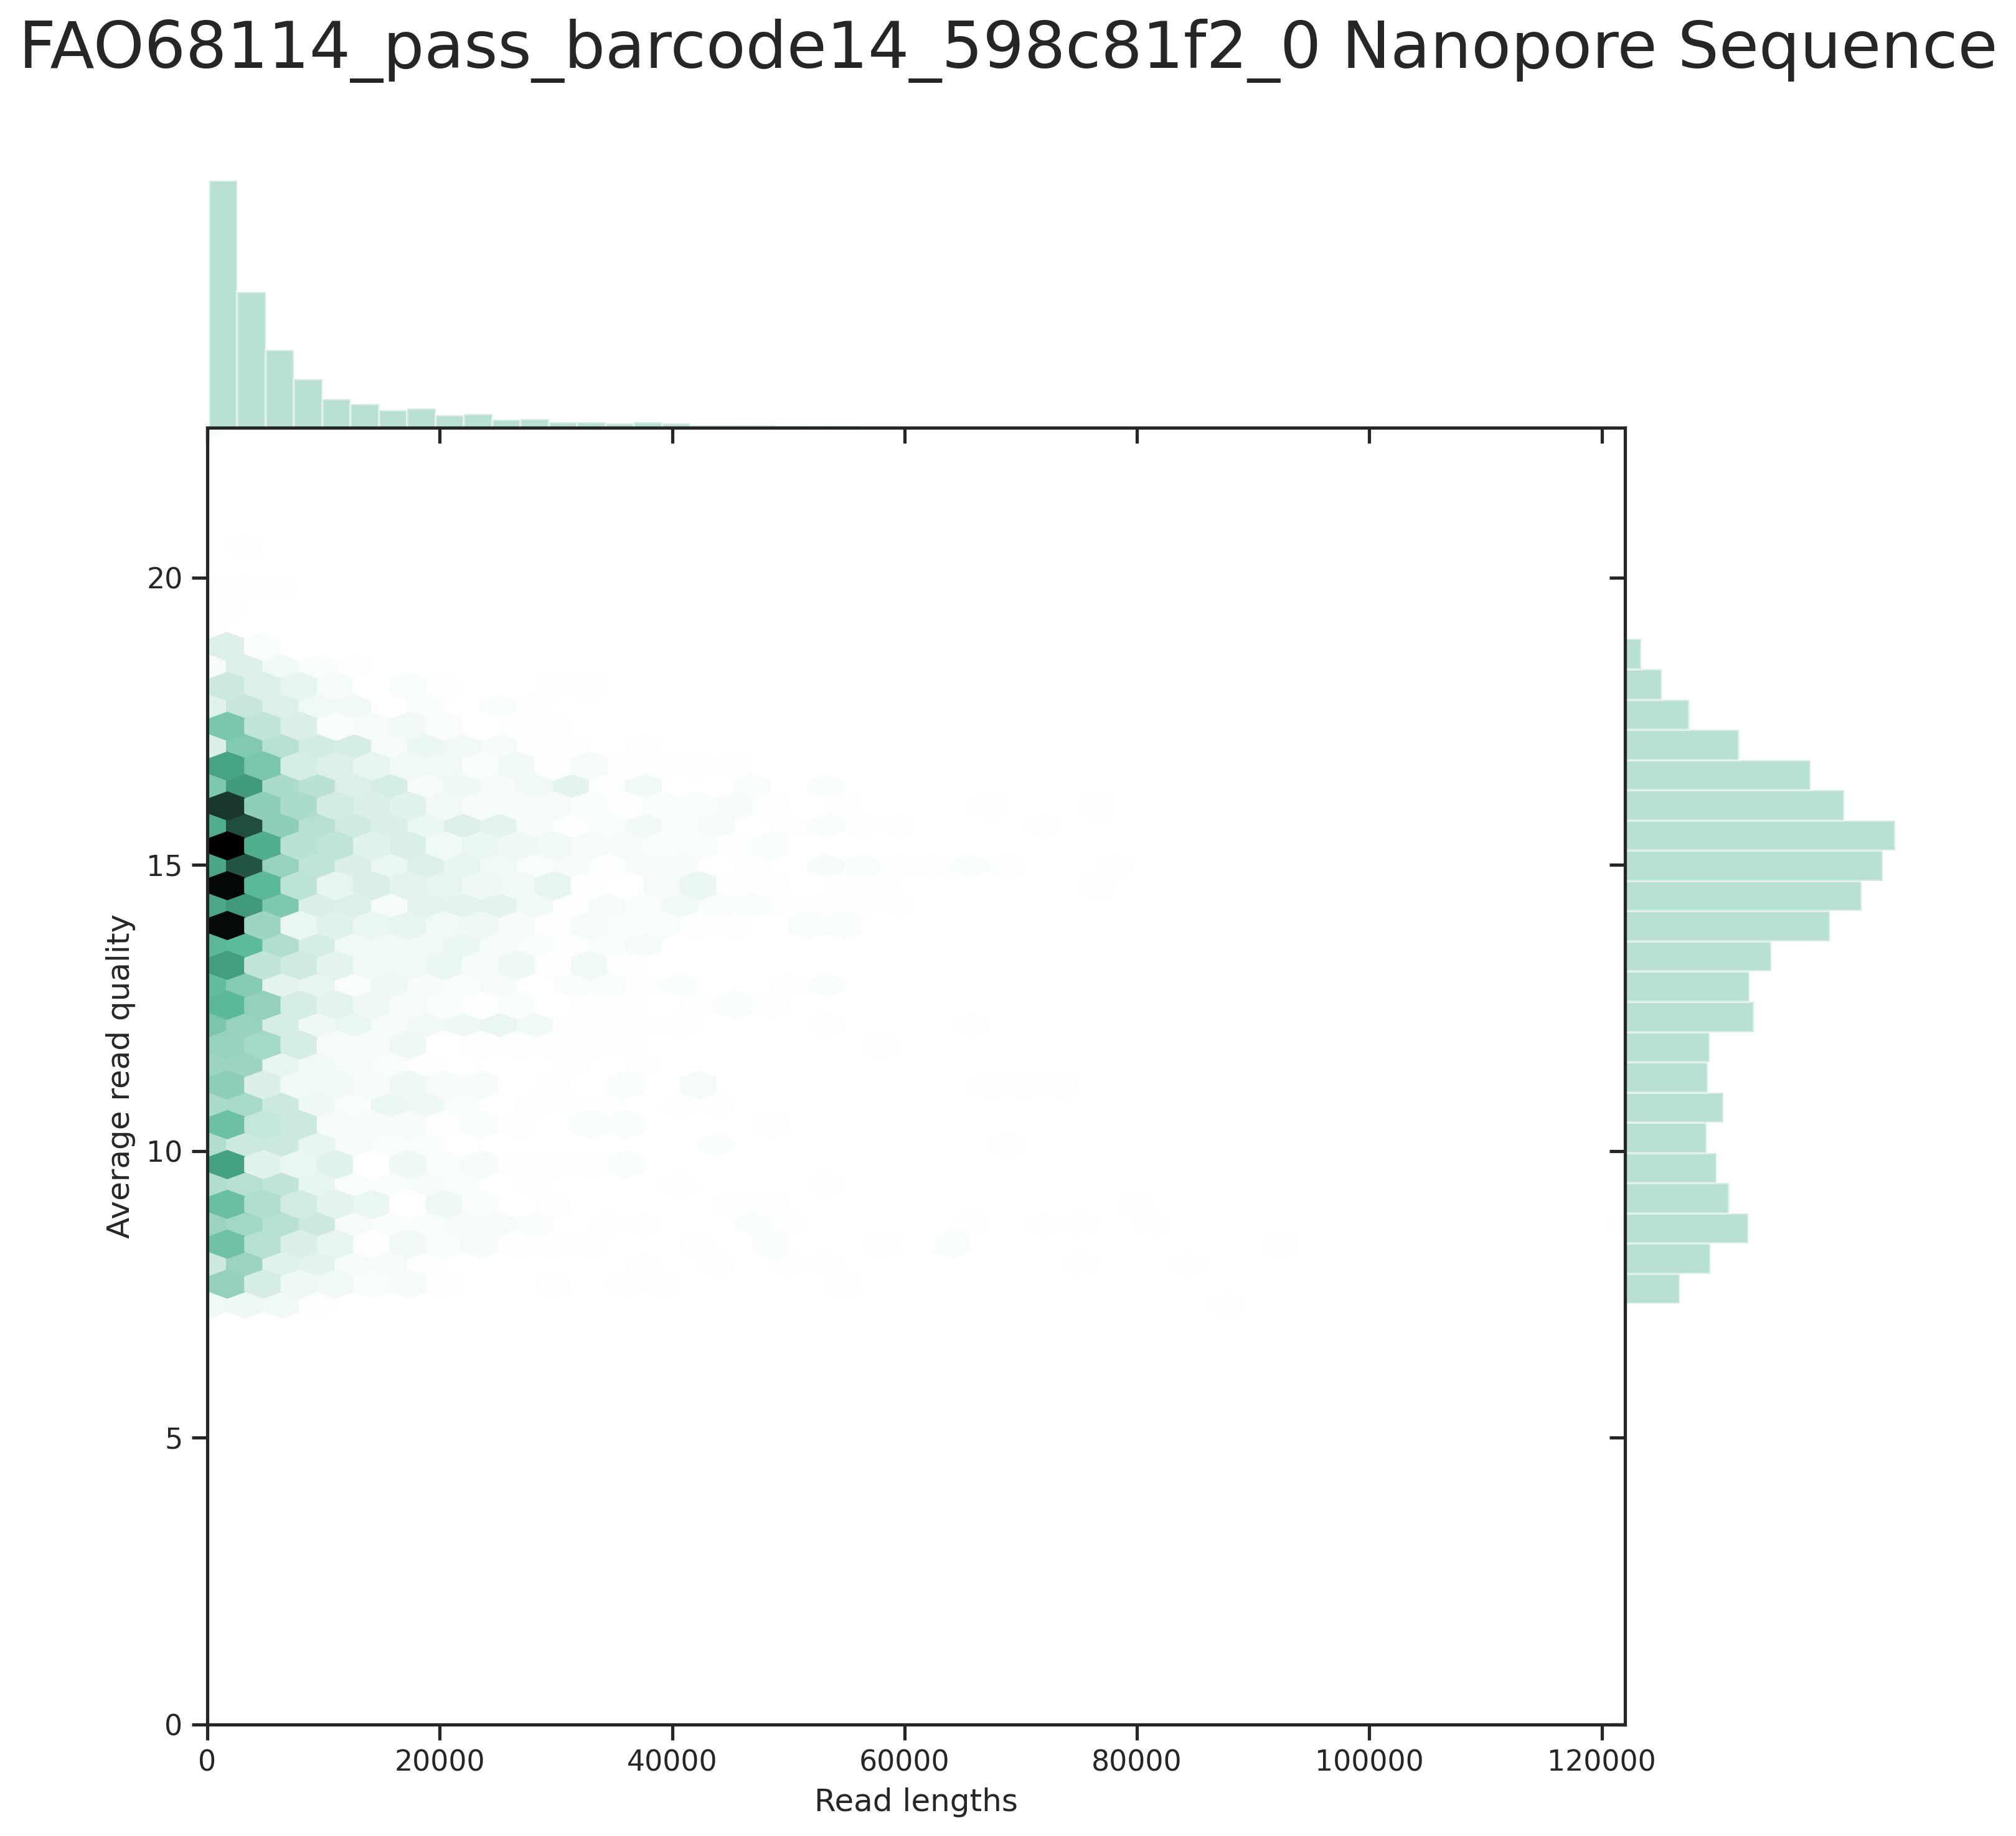 FAO68114_pass_barcode14_598c81f2_0 Nanopore Sequence
20
15
10
5
0
Average read quality
0 20000 40000 60000 80000 100000 120000
Read lengths